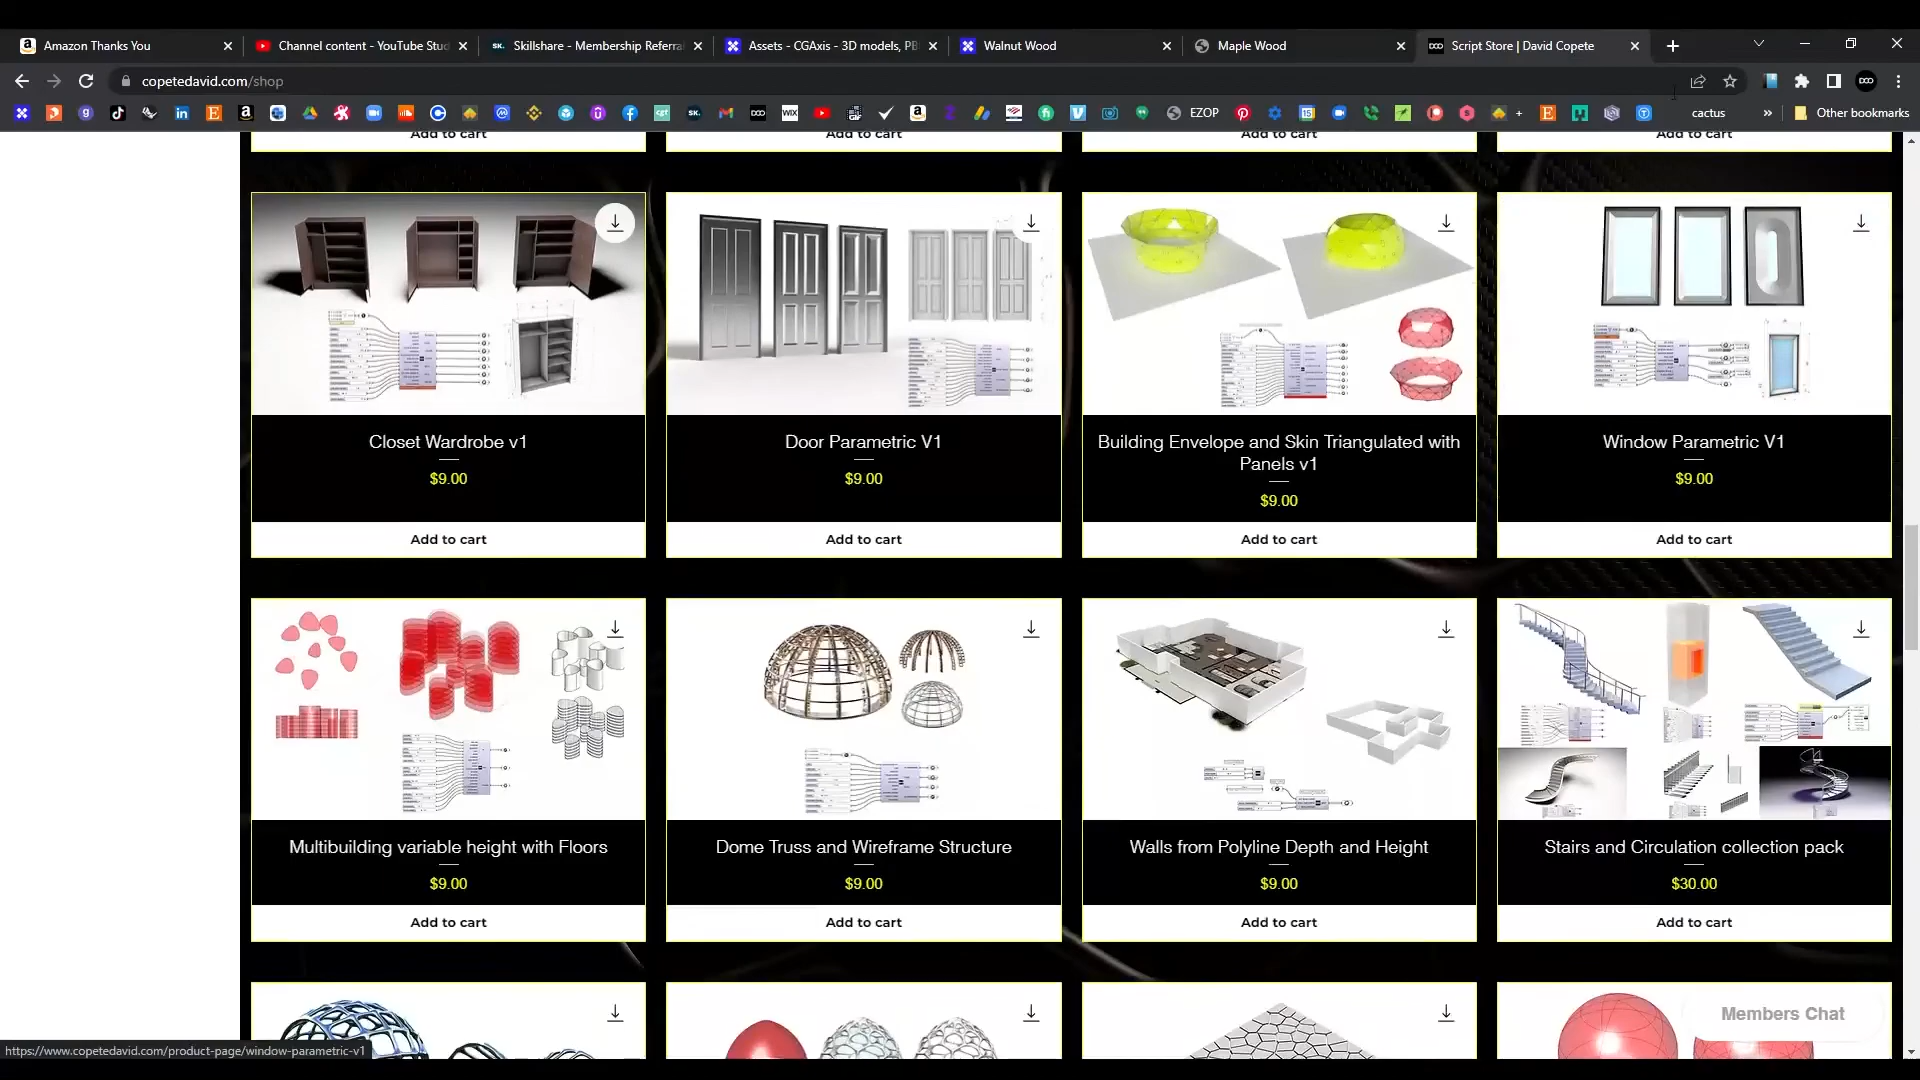 Amazon Thanks You
Channel content - YouTube Stud
Skillshare - Membership Referral
Assets - CGAxis - 3D models, PB
Walnut Wood
Maple Wood
Script Store | David Copete
copetedavid.com/shop
EZOP
+
cactus
Other bookmarks
Add to cart
Add to cart
Add to cart
Add to cart
Closet Wardrobe v1
$9.00
Add to cart
Door Parametric V1
$9.00
Add to cart
Building Envelope and Skin Triangulated with
Panels v1
$9.00
Add to cart
Window Parametric V1
$9.00
Add to cart
Multibuilding variable height with Floors
$9.00
Add to cart
Dome Truss and Wireframe Structure
$9.00
Add to cart
Walls from Polyline Depth and Height
$9.00
Add to cart
Stairs and Circulation collection pack
$30.00
Add to cart
Members Chat
https://www.copetedavid.com/product-page/window-parametric-v1